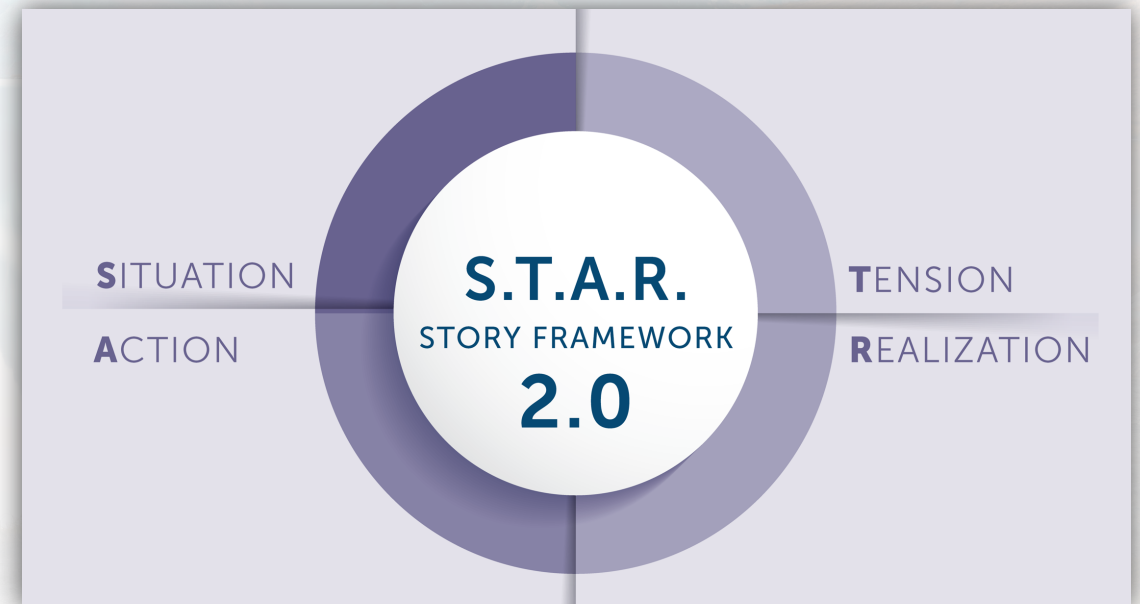 SITUATION
TENSION
ACTION
REALIZATION
S.T.A.R.
STORY FRAMEWORK
2.0